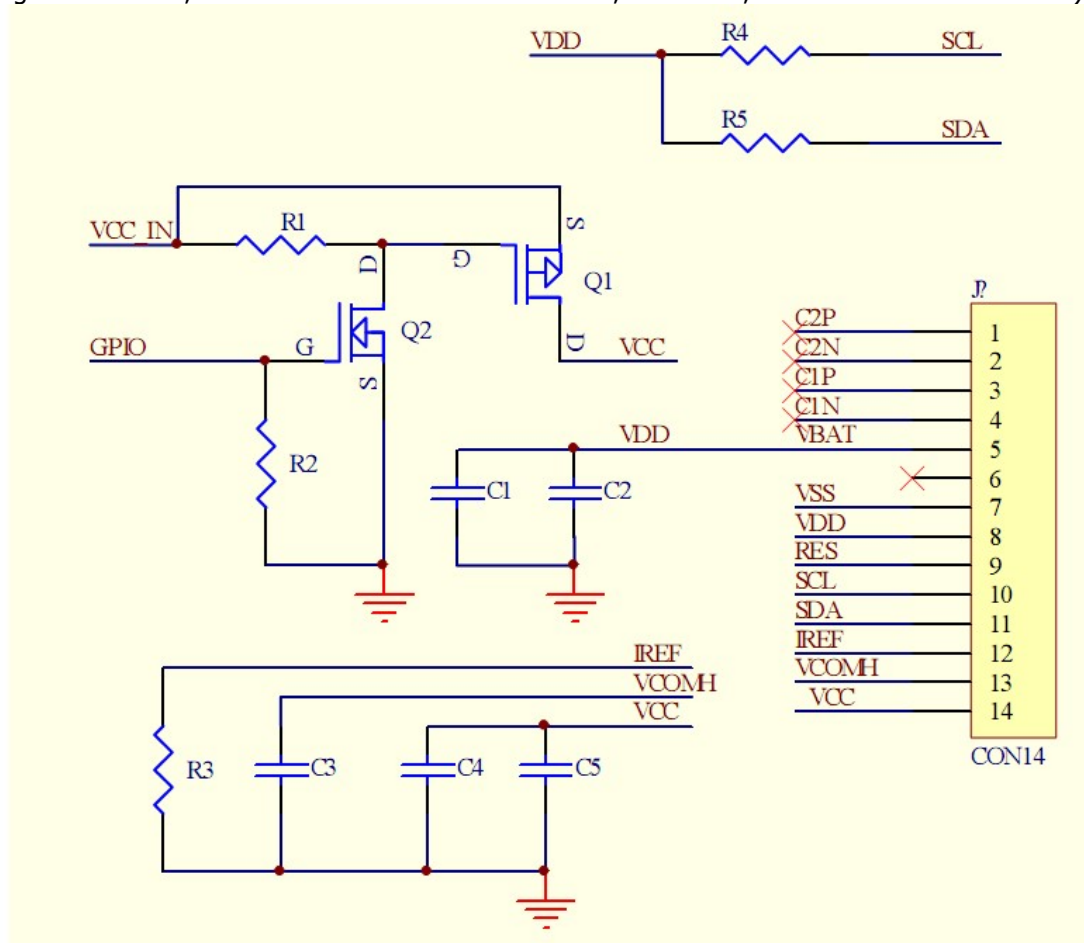 VDD R4 SCL
R5 SDA
VCC_IN R1 S
D G Q1
GPIO G Q2 D VCC
S
R2
VDD
C1 C2
J?
C2P 1
C2N 2
C1P 3
C1N 4
VBAT 5
6
VSS 7
VDD 8
RES 9
SCL 10
SDA 11
IREF 12
VCOMH 13
VCC 14
CON14
IREF
VCOMH
VCC
R3 C3 C4 C5